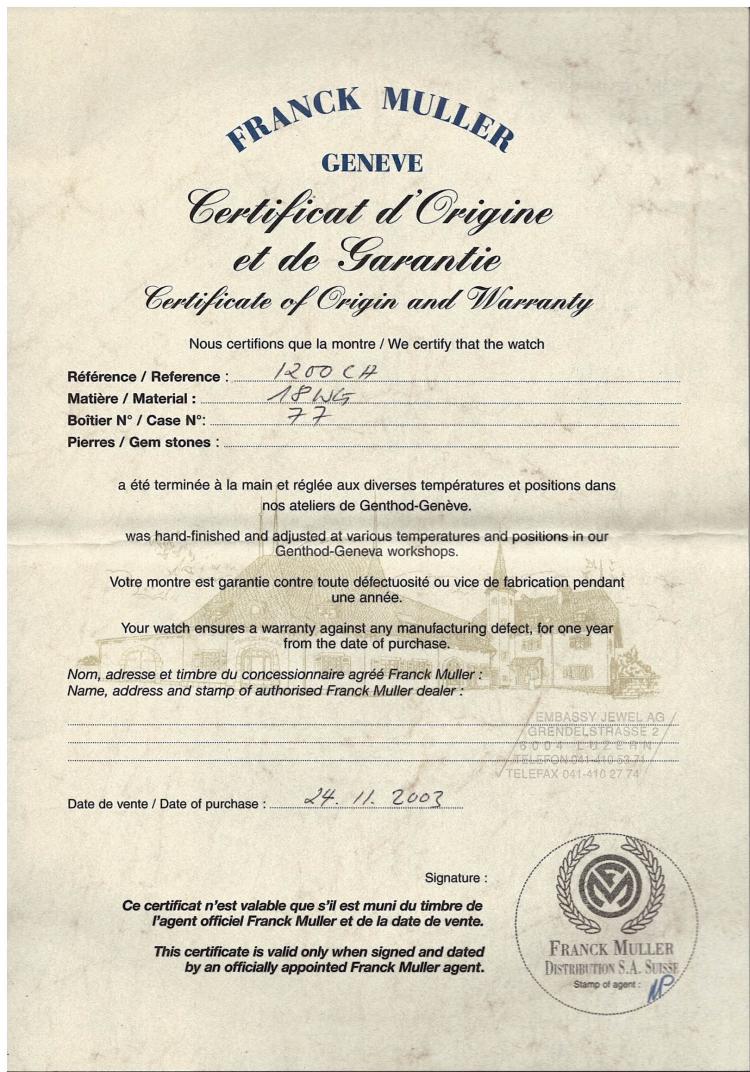 FRANCK MULLER
GENEVE
Certificat d'Origine
et de Garantie
Certificate of Origin and Warranty
Nous certifions que la montre / We certify that the watch
Référence / Reference : 1200 CH
Matière / Material : 18 WG
Boîtier N° / Case N°: 77
Pierres / Gem stones :
a été terminée à la main et réglée aux diverses températures et positions dans
nos ateliers de Genthod-Genève.
was hand-finished and adjusted at various temperatures and positions in our
Genthod-Geneva workshops.
Votre montre est garantie contre toute défectuosité ou vice de fabrication pendant
une année.
Your watch ensures a warranty against any manufacturing defect, for one year
from the date of purchase.
Nom, adresse et timbre du concessionnaire agréé Franck Muller :
Name, address and stamp of authorised Franck Muller dealer :
EMBASSY JEWEL AG
GRENDELSTRASSE 2
6004 LUZERN
TELEFON 041-410 53 71
TELEFAX 041-410 27 74
Date de vente / Date of purchase : 24. 11. 2003
Signature :
Ce certificat n'est valable que s'il est muni du timbre de
l'agent officiel Franck Muller et de la date de vente.
This certificate is valid only when signed and dated
by an officially appointed Franck Muller agent.
FRANCK MULLER
DISTRIBUTION S.A. SUISSE
Stamp of agent :